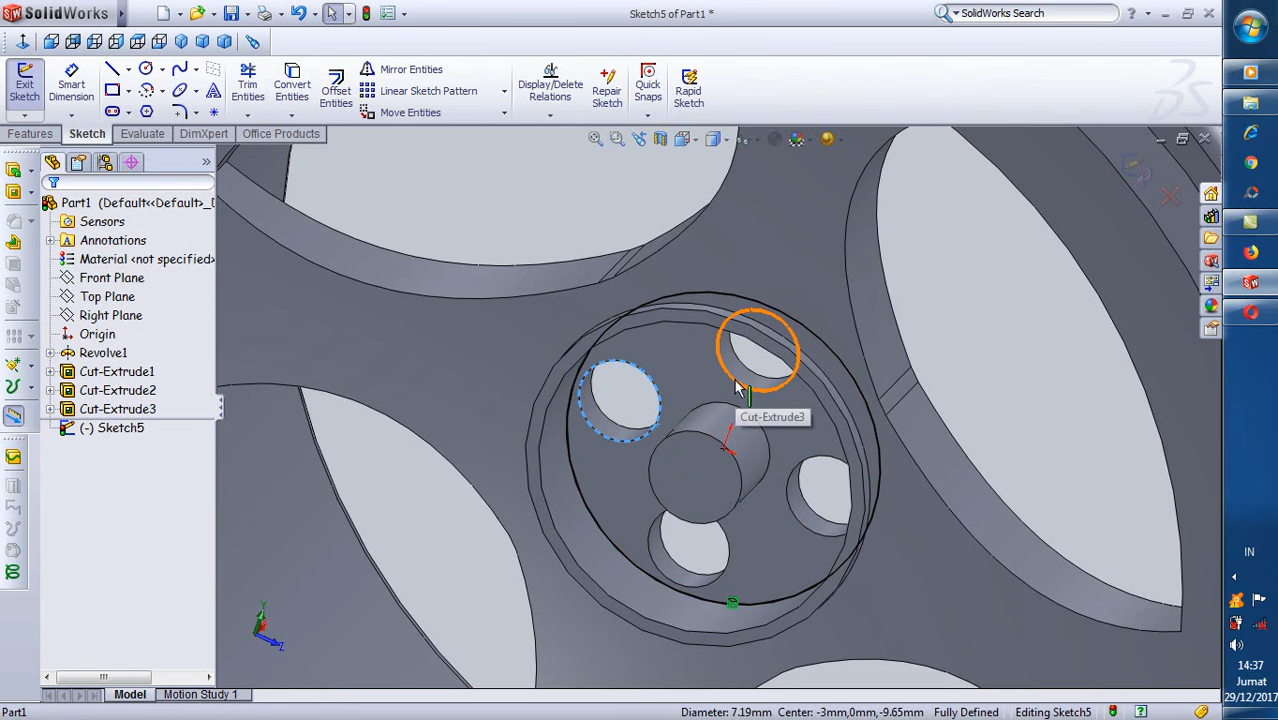 SolidWorks
Sketch5 of Part1 *
SolidWorks Search
?
Exit Sketch
Smart Dimension
Trim Entities
Convert Entities
Offset Entities
Mirror Entities
Linear Sketch Pattern
Move Entities
Display/Delete Relations
Repair Sketch
Quick Snaps
Rapid Sketch
Features
Sketch
Evaluate
DimXpert
Office Products
Part1 (Default<<Default>_
Sensors
Annotations
Material <not specified>
Front Plane
Top Plane
Right Plane
Origin
Revolve1
Cut-Extrude1
Cut-Extrude2
Cut-Extrude3
(-) Sketch5
Cut-Extrude3
Y
Z
IN
14:37
Jumat
29/12/2017
Model
Motion Study 1
Part1
Diameter: 7.19mm
Column: -3mm,0mm,-9.65mm
Fully Defined
Editing Sketch5